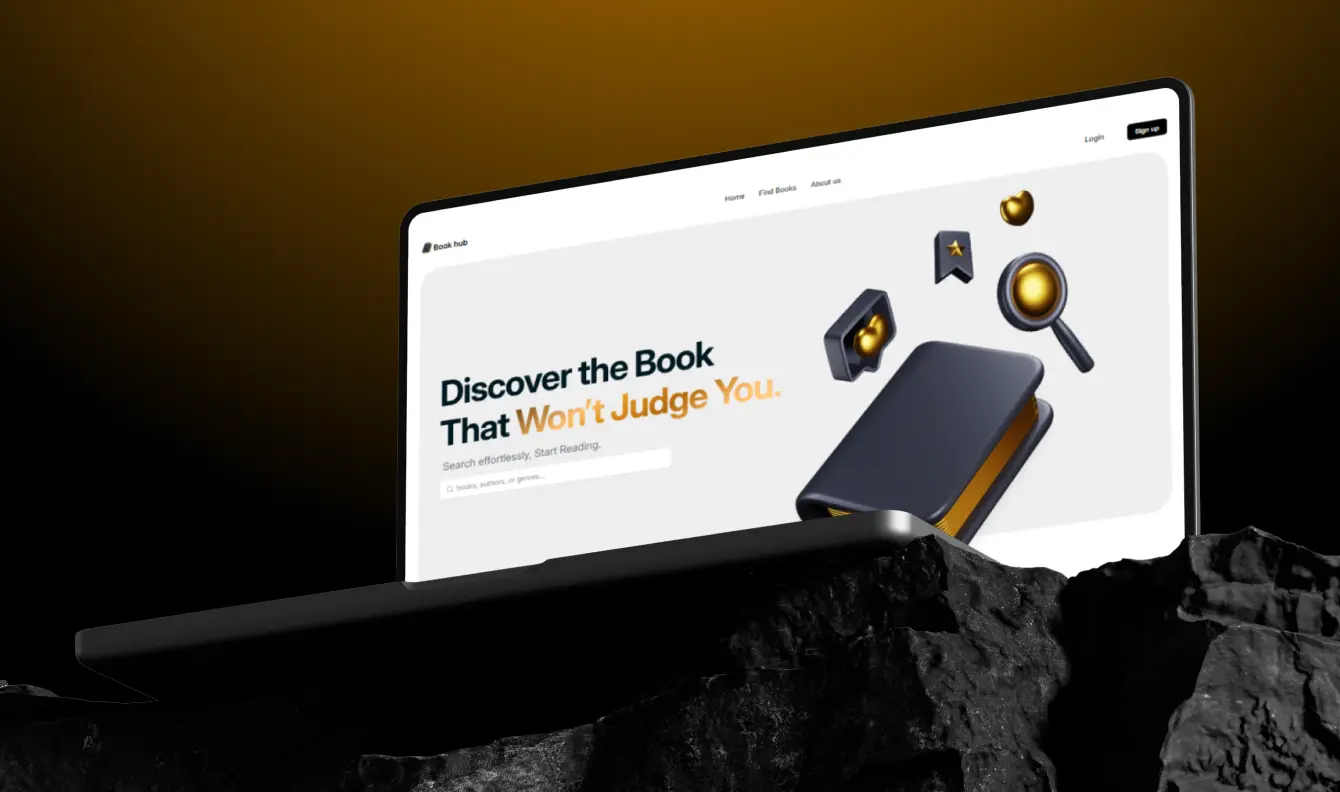 Book hub
Home
Find Books
About us
Login
Sign up
Discover the Book
That Won't Judge You.
Search effortlessly, Start Reading.
books, authors, or genres...